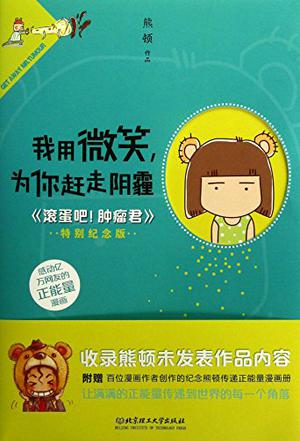 GET AWAY MR.TUMOUR
熊顿
作品
我用微笑,
为你赶走阴霾
《滚蛋吧!肿瘤君》
··特别纪念版··
感动亿
万网友的
正能量
漫画
收录熊顿未发表作品内容
附赠 百位漫画作者创作的纪念熊顿传递正能量漫画册
让满满的正能量传递到世界的每一个角落
北京理工大学出版社